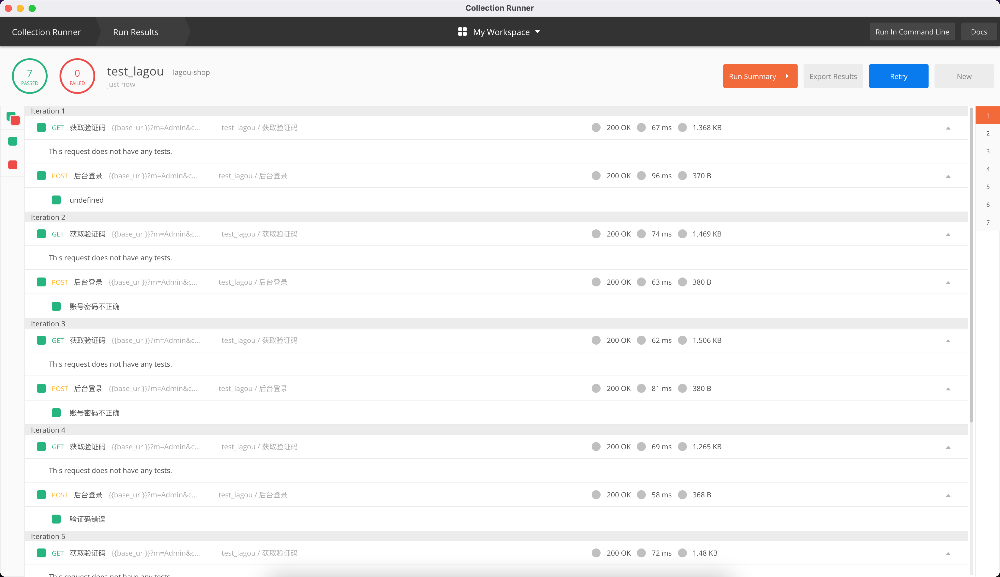 Collection Runner
Collection Runner Run Results My Workspace Run In Command Line Docs
7 PASSED
0 FAILED
test_lagou lagou-shop
just now
Run Summary Export Results Retry New
Iteration 1
GET 获取验证码 {{base_url}}?m=Admin&c... test_lagou / 获取验证码 200 OK 67 ms 1.368 KB
This request does not have any tests.
POST 后台登录 {{base_url}}?m=Admin&c... test_lagou / 后台登录 200 OK 96 ms 370 B
undefined
Iteration 2
GET 获取验证码 {{base_url}}?m=Admin&c... test_lagou / 获取验证码 200 OK 74 ms 1.469 KB
This request does not have any tests.
POST 后台登录 {{base_url}}?m=Admin&c... test_lagou / 后台登录 200 OK 63 ms 380 B
账号密码不正确
Iteration 3
GET 获取验证码 {{base_url}}?m=Admin&c... test_lagou / 获取验证码 200 OK 62 ms 1.506 KB
This request does not have any tests.
POST 后台登录 {{base_url}}?m=Admin&c... test_lagou / 后台登录 200 OK 81 ms 380 B
账号密码不正确
Iteration 4
GET 获取验证码 {{base_url}}?m=Admin&c... test_lagou / 获取验证码 200 OK 69 ms 1.265 KB
This request does not have any tests.
POST 后台登录 {{base_url}}?m=Admin&c... test_lagou / 后台登录 200 OK 58 ms 368 B
验证码错误
Iteration 5
GET 获取验证码 {{base_url}}?m=Admin&c... test_lagou / 获取验证码 200 OK 72 ms 1.48 KB
This request does not have any tests.
1
2
3
4
5
6
7